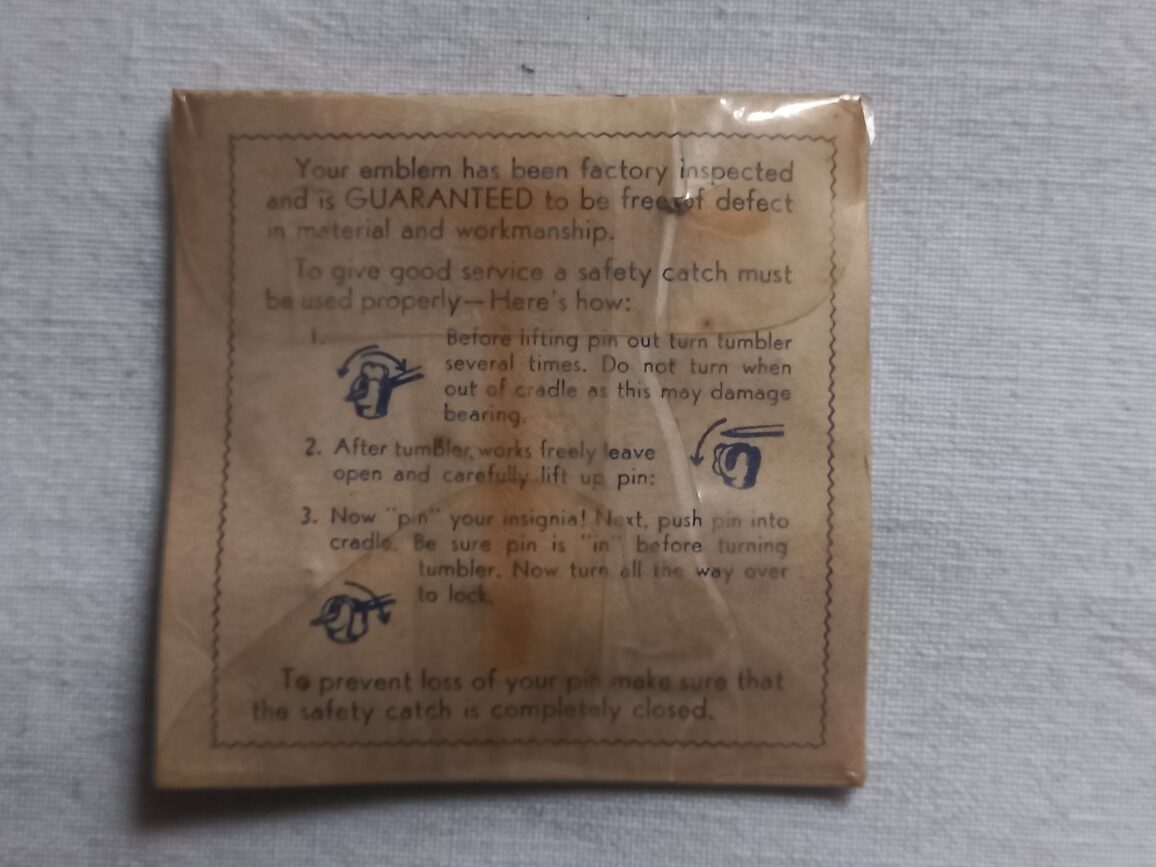 Your emblem has been factory inspected
and is GUARANTEED to be free of defect
in material and workmanship.
To give good service a safety catch must
be used properly—Here's how:
1. Before lifting pin out turn tumbler
several times. Do not turn when
out of cradle as this may damage
bearing.
2. After tumbler works freely leave
open and carefully lift up pin:
3. Now "pin" your insignia! Next, push pin into
cradle. Be sure pin is "in" before turning
tumbler. Now turn all the way over
to lock.
To prevent loss of your pin make sure that
the safety catch is completely closed.